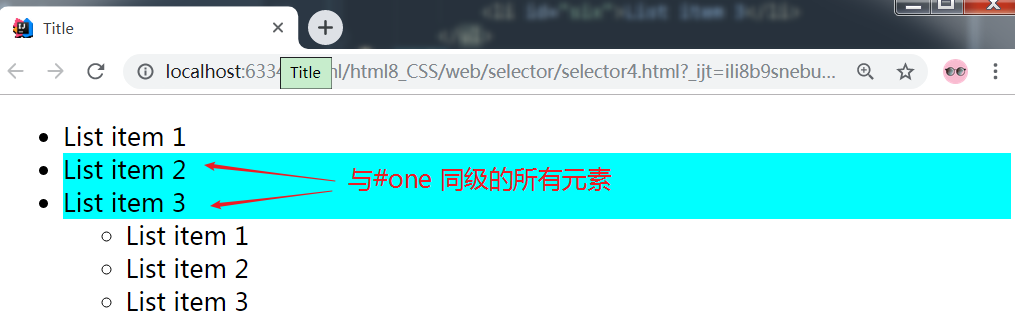 <li id="six">List item 3</li>
</ul>
Title
localhost:6334 ml/html8_CSS/web/selector/selector4.html?_ijt=ili8b9snebu...
Title
List item 1
List item 2
与#one 同级的所有元素
List item 3
List item 1
List item 2
List item 3